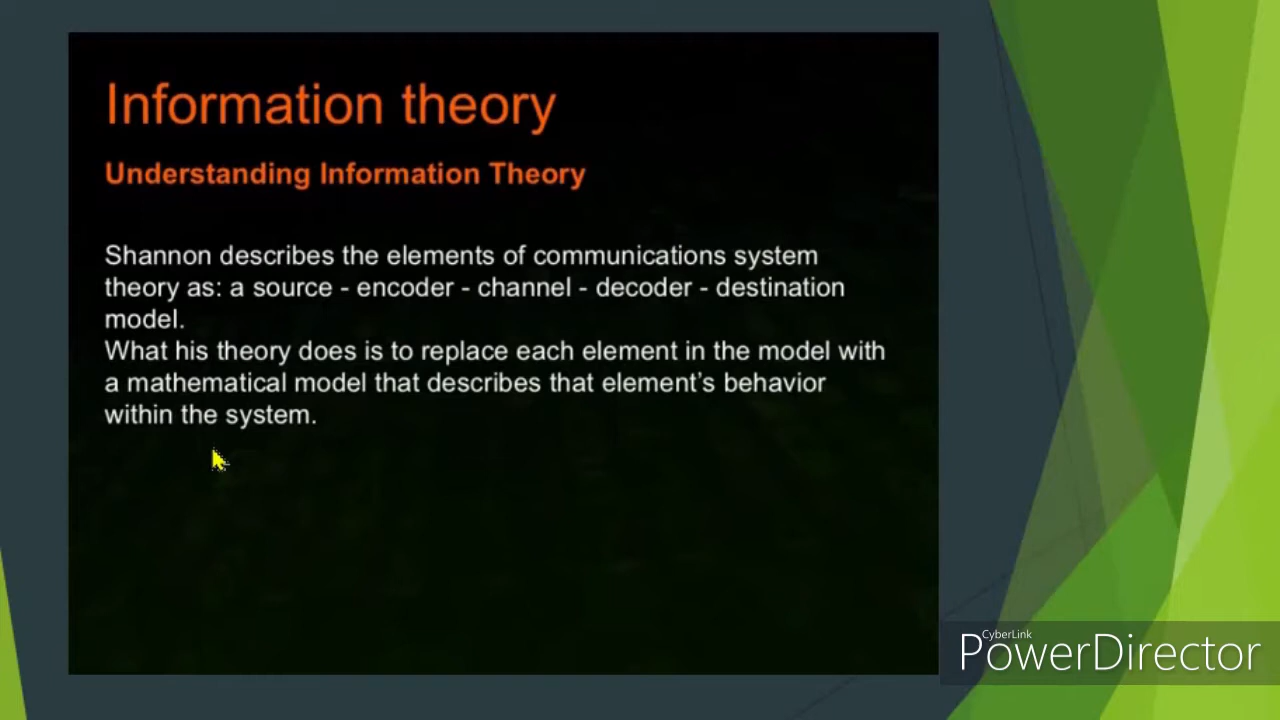 Information theory
Understanding Information Theory
Shannon describes the elements of communications system
theory as: a source - encoder - channel - decoder - destination
model.
What his theory does is to replace each element in the model with
a mathematical model that describes that element's behavior
within the system.
CyberLink
PowerDirector